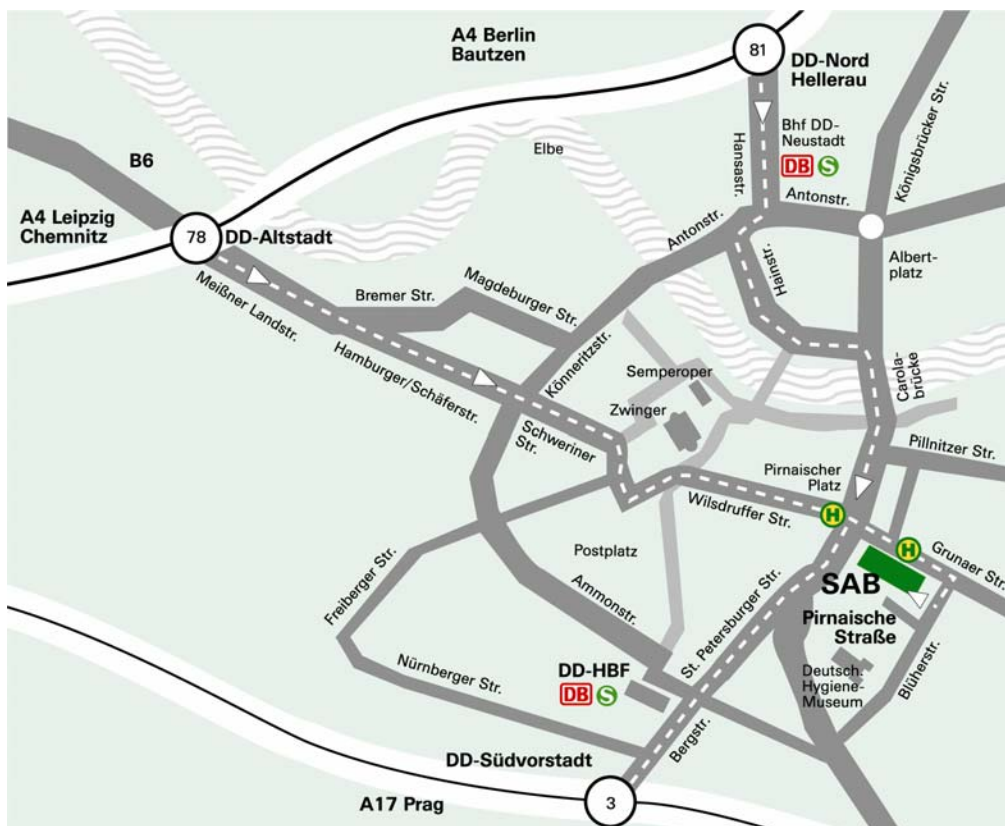 A4 Berlin
Bautzen
81
DD-Nord
Hellerau
Bhf DD-
Neustadt
DB S
Hansastr.
Königsbrücker Str.
Elbe
B6
A4 Leipzig
Chemnitz
78
DD-Altstadt
Antonstr.
Antonstr.
Albert-
platz
Hainstr.
Meißner Landstr.
Bremer Str.
Magdeburger Str.
Hamburger/Schäferstr.
Könneritzstr.
Semperoper
Zwinger
Carola-
brücke
Schweriner
Str.
Pillnitzer Str.
Pirnaischer
Platz
Wilsdruffer Str.
H
H
Grunaer Str.
Postplatz
Freiberger Str.
Ammonstr.
St. Petersburger Str.
SAB
Pirnaische
Straße
Deutsch.
Hygiene-
Museum
Blüherstr.
Nürnberger Str.
DD-HBF
DB S
Bergstr.
DD-Südvorstadt
3
A17 Prag